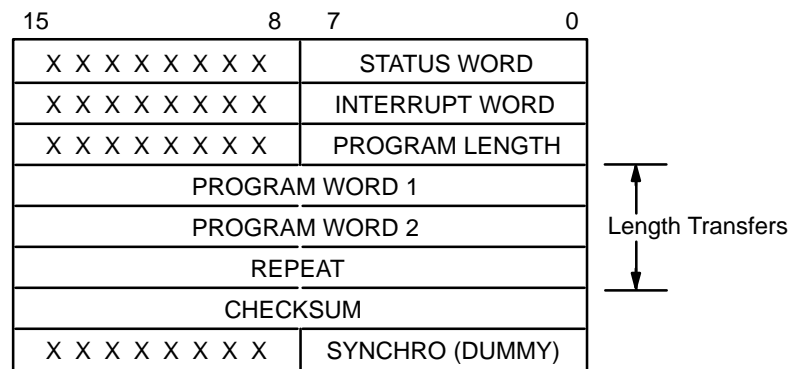 15 8 7 0
X X X X X X X X STATUS WORD
X X X X X X X X INTERRUPT WORD
X X X X X X X X PROGRAM LENGTH
PROGRAM WORD 1
PROGRAM WORD 2
Length Transfers
REPEAT
CHECKSUM
X X X X X X X X SYNCHRO (DUMMY)